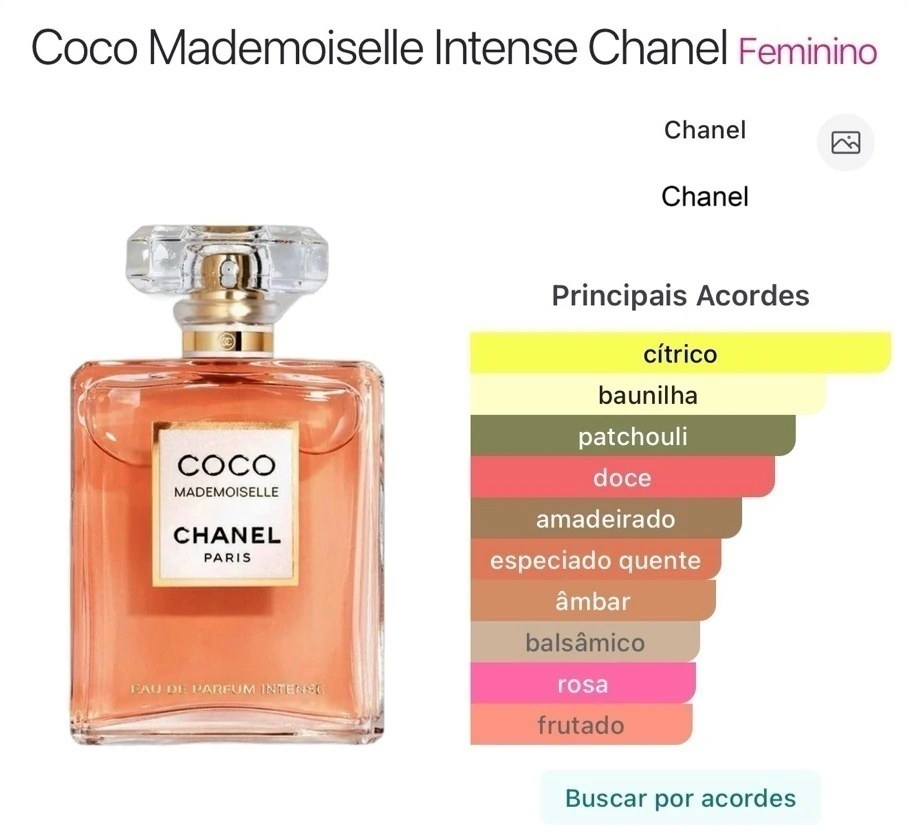 Coco Mademoiselle Intense Chanel Feminino
Chanel
Chanel
Principais Acordes
cítrico
baunilha
patchouli
doce
amadeirado
especiado quente
âmbar
balsâmico
rosa
frutado
Buscar por acordes
COCO
MADEMOISELLE
CHANEL
PARIS
EAU DE PARFUM INTENSE